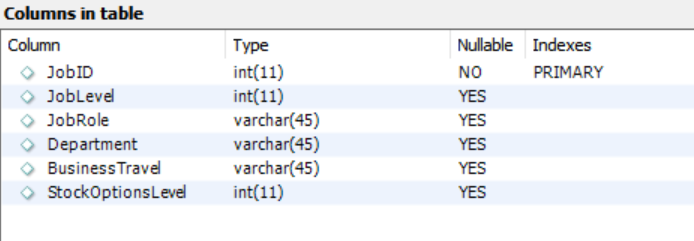 Columns in table
Column Type Nullable Indexes
JobID int(11) NO PRIMARY
JobLevel int(11) YES
JobRole varchar(45) YES
Department varchar(45) YES
BusinessTravel varchar(45) YES
StockOptionsLevel int(11) YES